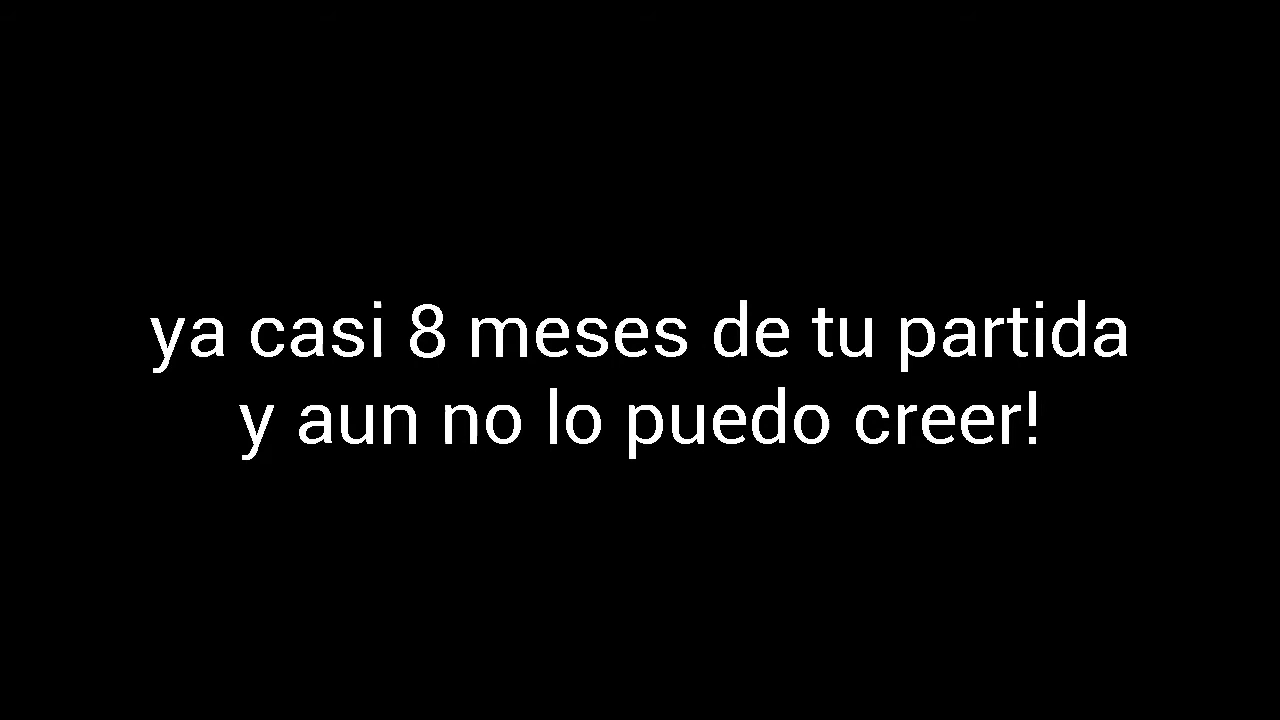 ya casi 8 meses de tu partida
y aun no lo puedo creer!